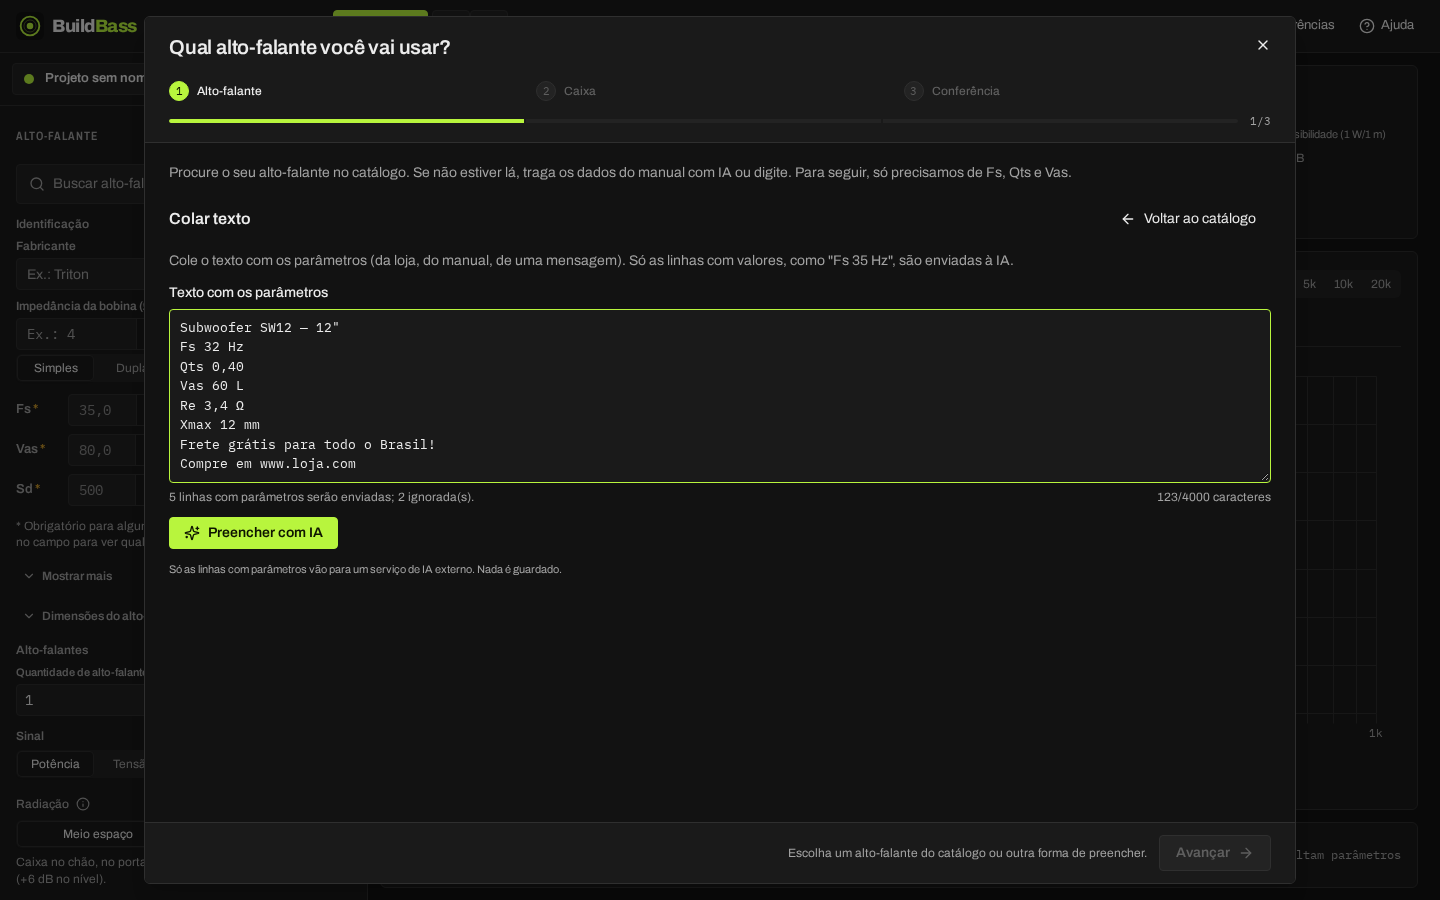 BuildBass
Ajuda
Projeto sem nom
Qual alto-falante você vai usar?
1 Alto-falante
2 Caixa
3 Conferência
1/3
Procure o seu alto-falante no catálogo. Se não estiver lá, traga os dados do manual com IA ou digite. Para seguir, só precisamos de Fs, Qts e Vas.
Colar texto
Voltar ao catálogo
Cole o texto com os parâmetros (da loja, do manual, de uma mensagem). Só as linhas com valores, como "Fs 35 Hz", são enviadas à IA.
Texto com os parâmetros
Subwoofer SW12 — 12"
Fs 32 Hz
Qts 0,40
Vas 60 L
Re 3,4 Ω
Xmax 12 mm
Frete grátis para todo o Brasil!
Compre em www.loja.com
5 linhas com parâmetros serão enviadas; 2 ignorada(s).
123/4000 caracteres
Preencher com IA
Só as linhas com parâmetros vão para um serviço de IA externo. Nada é guardado.
Escolha um alto-falante do catálogo ou outra forma de preencher.
Avançar
ALTO-FALANTE
Buscar alto-fal
Identificação
Fabricante
Ex.: Triton
Impedância da bobina
Ex.: 4
Simples
Dupl
Fs*
35,0
Vas*
80,0
Sd*
500
* Obrigatório para algu
no campo para ver qual
Mostrar mais
Dimensões do alto-
Alto-falantes
Quantidade de alto-falante
1
Sinal
Potência
Tensã
Radiação
Meio espaço
Caixa no chão, no porta
(+6 dB no nível).
rências
sibilidade (1 W/1 m)
B
5k
10k
20k
1k
ltam parâmetros